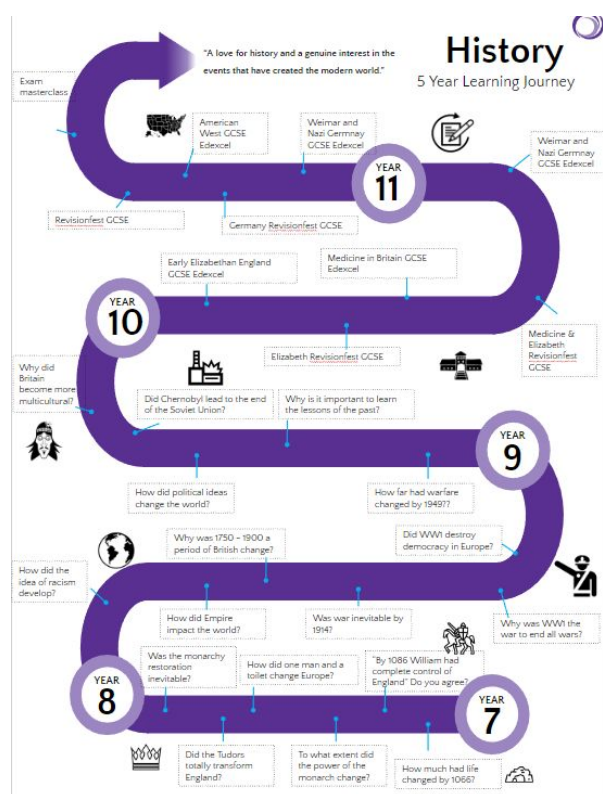 History
5 Year Learning Journey
"A love for history and a genuine interest in the
events that have created the modern world."
Exam
masterclass
American
West GCSE
Edexcel
Weimar and
Nazi Germnay
GCSE Edexcel
Weimar and
Nazi Germnay
GCSE Edexcel
YEAR
11
Revisionfest GCSE
Germany Revisionfest GCSE
Early Elizabethan England
GCSE Edexcel
Medicine in Britain GCSE
Edexcel
YEAR
10
Elizabeth Revisionfest GCSE
Medicine &
Elizabeth
Revisionfest
GCSE
Why did
Britain
become more
multicultural?
Did Chernobyl lead to the end
of the Soviet Union?
Why is it important to learn
the lessons of the past?
YEAR
9
How did political ideas
change the world?
How far had warfare
changed by 1949??
Why was 1750 - 1900 a
period of British change?
Did WW1 destroy
democracy in Europe?
How did the
idea of racism
develop?
How did Empire
impact the world?
Was war inevitable by
1914?
Why was WW1 the
war to end all wars?
Was the monarchy
restoration
inevitable?
How did one man and a
toilet change Europe?
"By 1086 William had
complete control of
England" Do you agree?
YEAR
8
YEAR
7
Did the Tudors
totally transform
England?
To what extent did
the power of the
monarch change?
How much had life
changed by 1066?